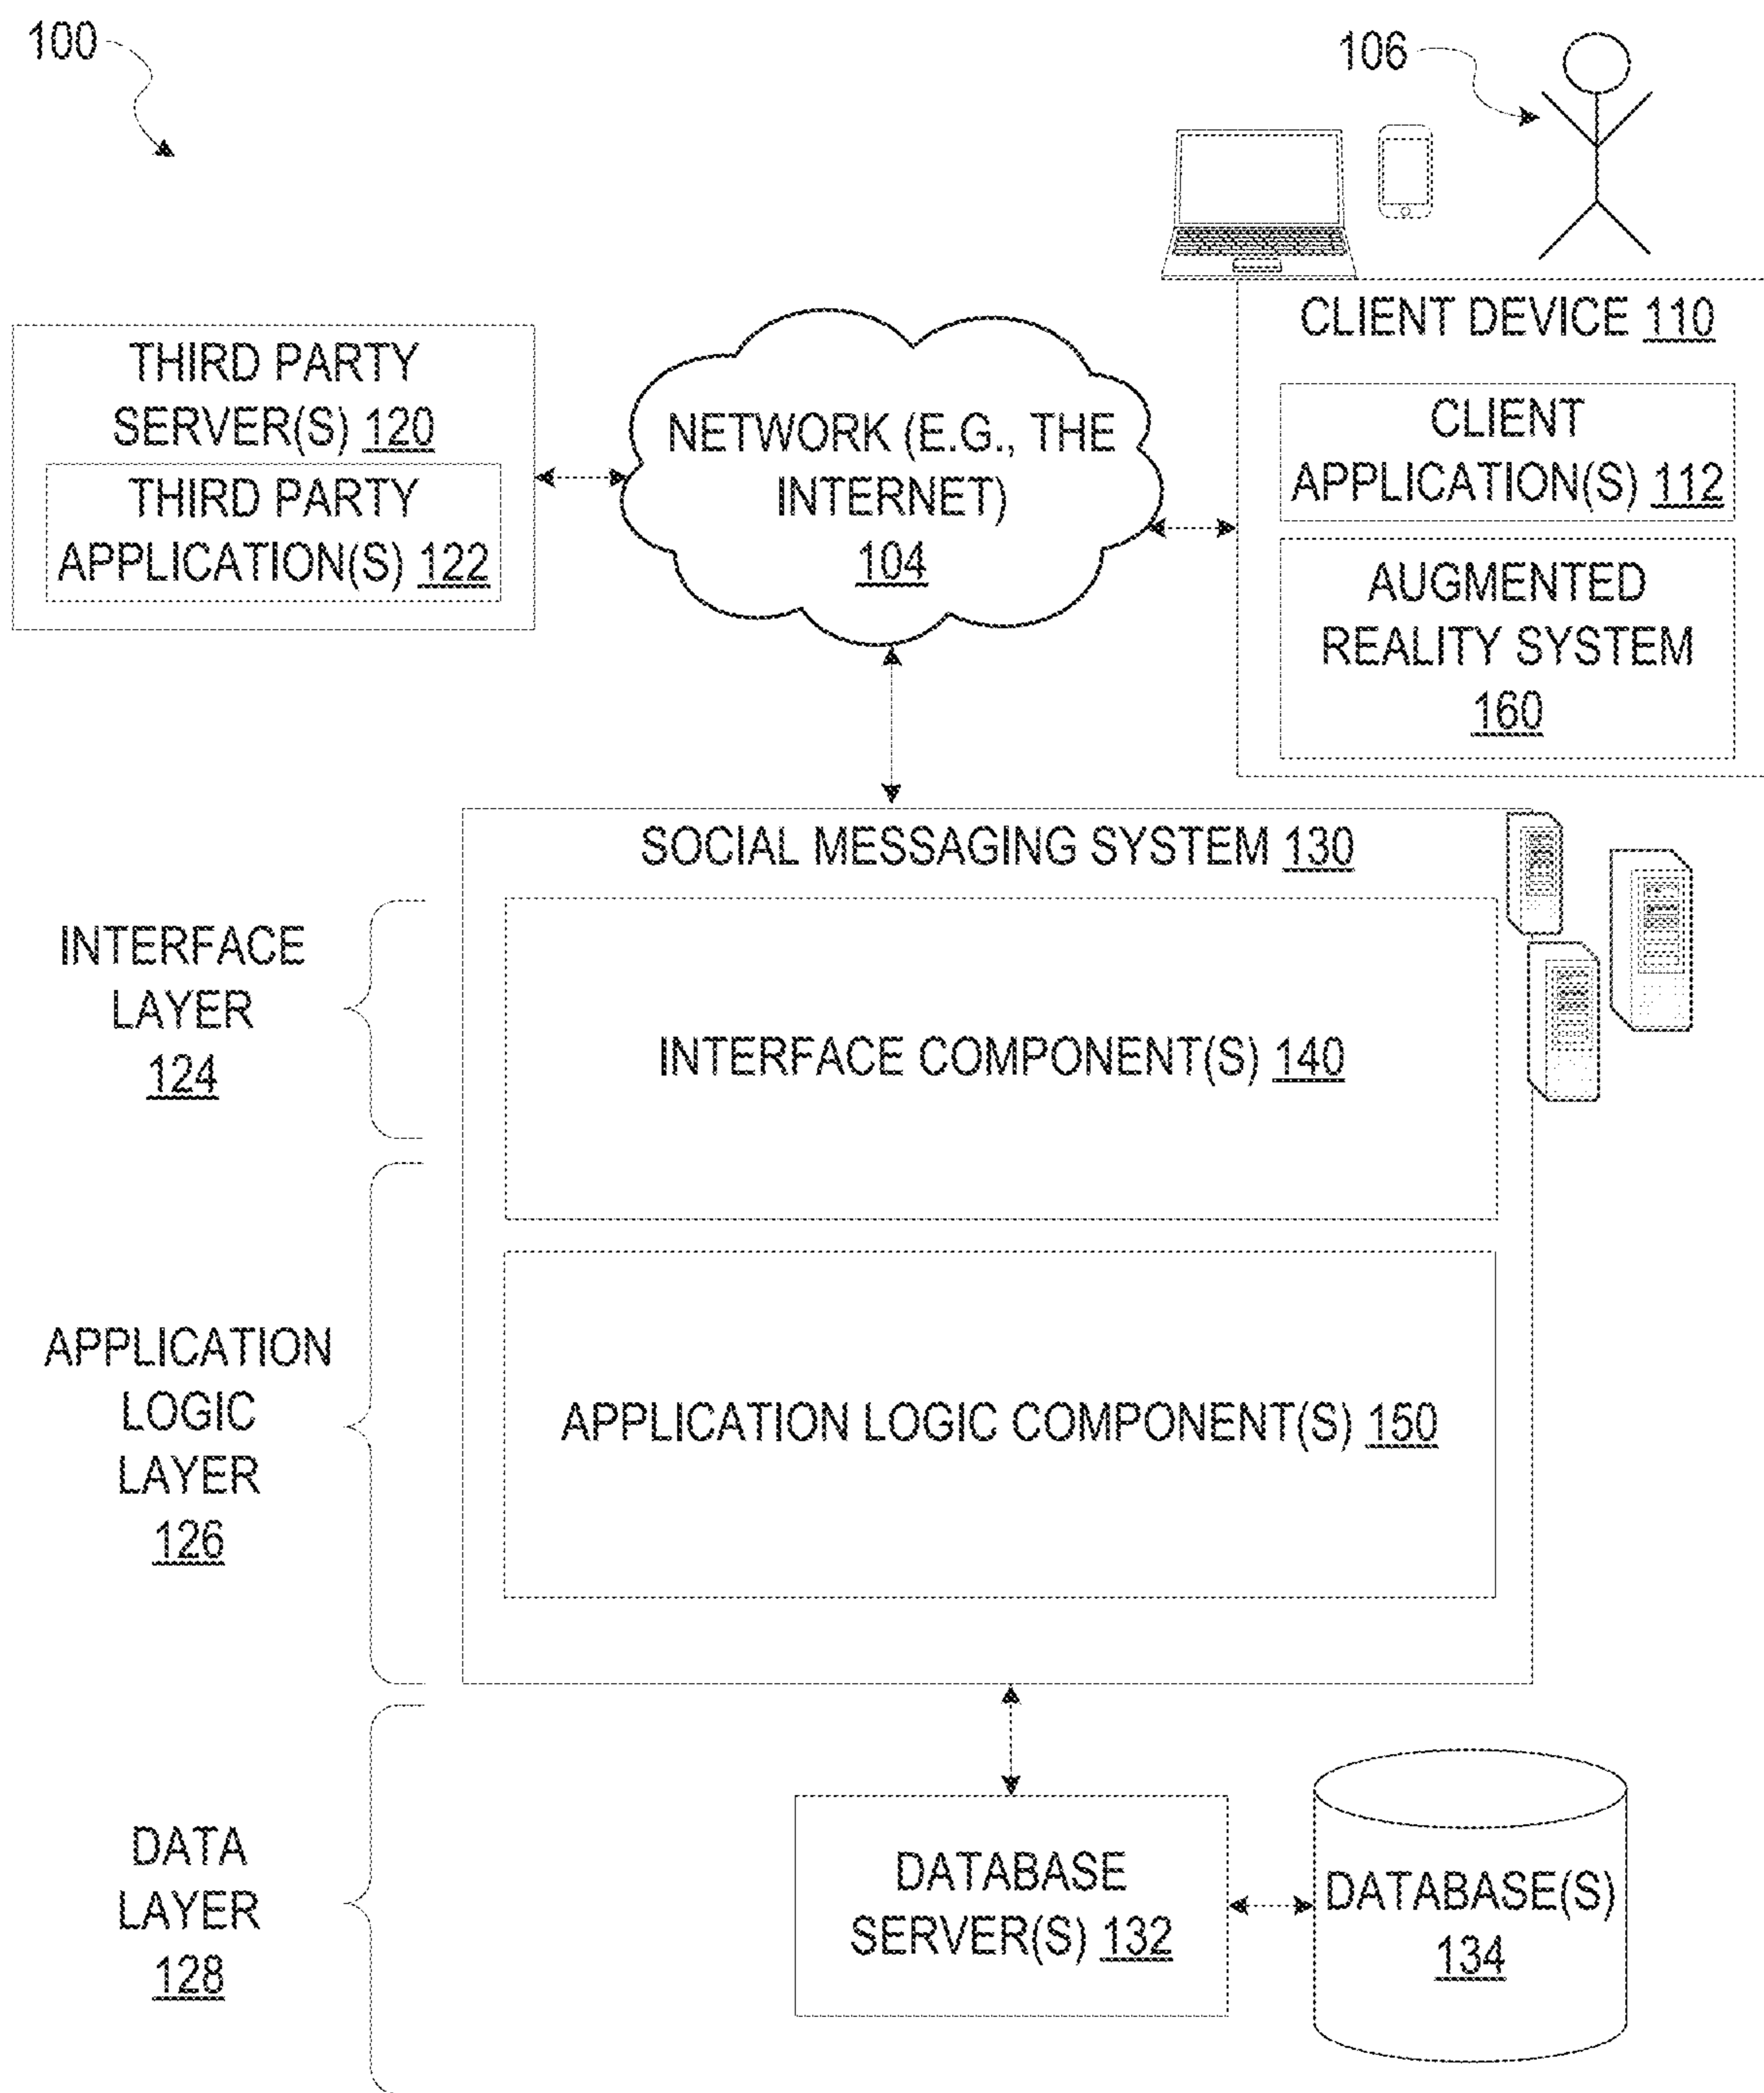 100
106
CLIENT DEVICE 110
CLIENT
APPLICATION(S) 112
AUGMENTED
REALITY SYSTEM
160
THIRD PARTY
SERVER(S) 120
THIRD PARTY
APPLICATION(S) 122
NETWORK (E.G., THE
INTERNET)
104
SOCIAL MESSAGING SYSTEM 130
INTERFACE
LAYER
124
INTERFACE COMPONENT(S) 140
APPLICATION
LOGIC
LAYER
126
APPLICATION LOGIC COMPONENT(S) 150
DATA
LAYER
128
DATABASE
SERVER(S) 132
DATABASE(S)
134